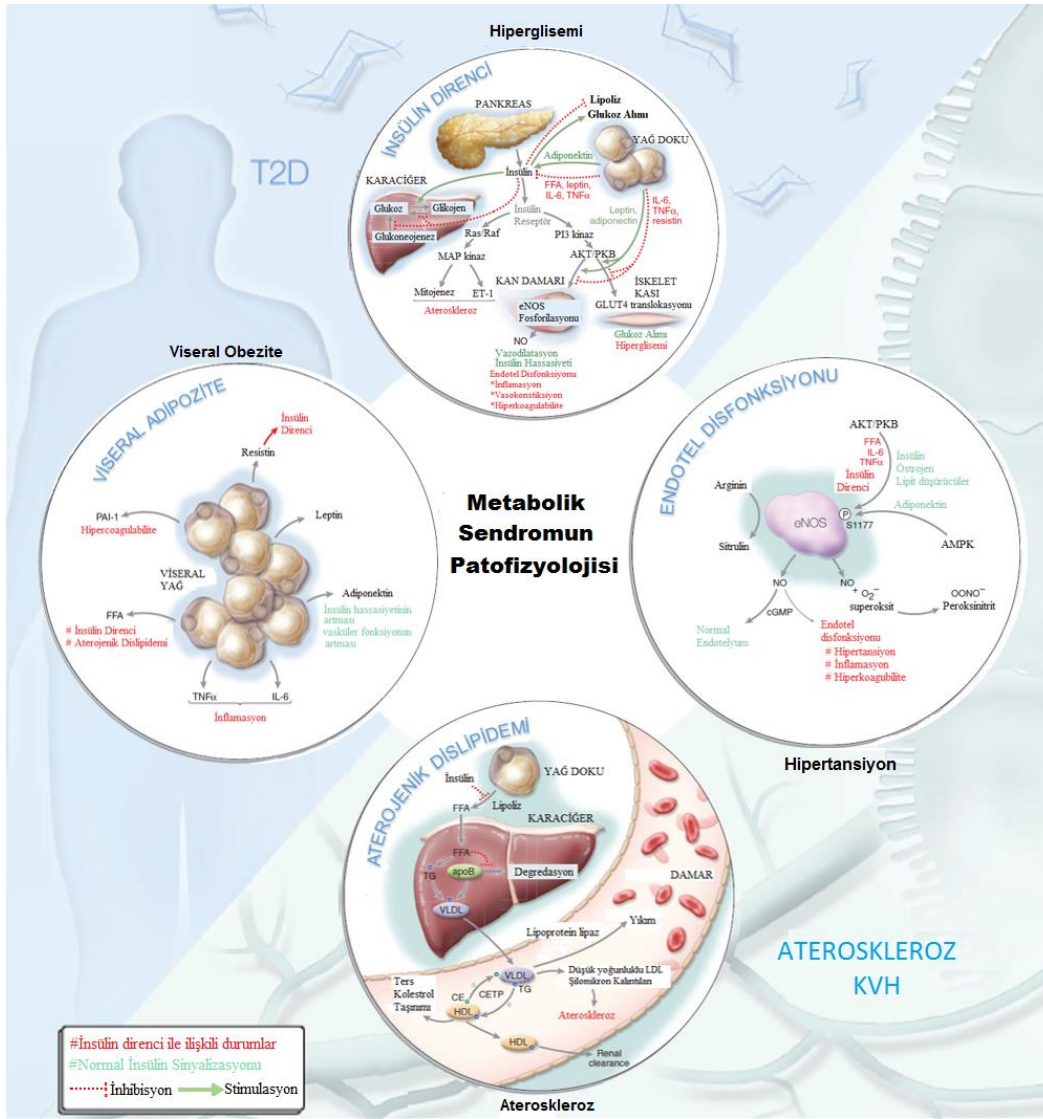 Hiperglisemi
İNSÜLİN DİRENCİ
PANKREAS
Lipoliz
Glukoz Alımı
YAĞ DOKU
Adiponektin
İnsülin
FFA, leptin,
IL-6, TNFα
KARACİĞER
Glukoz
Glikojen
Glukoneojenez
İnsülin
Reseptör
Leptin,
adiponectin
IL-6,
TNFα,
resistin
Ras/Raf
MAP kinaz
PI3 kinaz
AKT/PKB
Mitojenez
ET-1
Ateroskleroz
KAN DAMARI
eNOS
Fosforilasyonu
NO
Vazodilatasyon
İnsülin Hassasiyeti
Endotel Disfonksiyonu
*İnflamasyon
*Vasokonstiksiyon
*Hiperkoagulabilite
İSKELET
KASI
GLUT4 translokasyonu
Glukoz Alımı
Hiperglisemi
T2D
Viseral Obezite
VİSERAL ADİPOZİTE
İnsülin
Direnci
Resistin
PAI-1
Hipercoagulabilite
Leptin
VİSERAL
YAĞ
FFA
# İnsülin Direnci
# Aterojenik Dislipidemi
Adiponektin
İnsülin hassasiyetinin
artması
vasküler fonksiyonun
artması
TNFα
IL-6
İnflamasyon
Metabolik
Sendromun
Patofizyolojisi
ENDOTEL DISFONKSİYONU
AKT/PKB
FFA
IL-6
TNFα
İnsülin
Direnci
İnsülin
Östrojen
Lipit düşürücüler
Adiponektin
Arginin
Sitrulin
eNOS
P
S1177
AMPK
NO
cGMP
NO
+ O2−
superoksit
OONO−
Peroksinitrit
Normal
Endotelyum
Endotel
disfonksiyonu
# Hipertansiyon
# İnflamasyon
# Hiperkoagubilite
Hipertansiyon
ATEROJENİK DİSLİPİDEMİ
YAĞ DOKU
İnsülin
FFA
Lipoliz
KARACİĞER
FFA
TG
apoB
Degredasyon
VLDL
DAMAR
Lipoprotein lipaz
Yıkım
VLDL
TG
CE
CETP
HDL
Ters
Kolestrol
Taşınımı
Düşük yoğunluklu LDL
Şilomikron Kalıntıları
Ateroskleroz
HDL
Renal
clearance
ATEROSKLEROZ
KVH
#İnsülin direnci ile ilişkili durumlar
#Normal İnsülin Sinyalizasyonu
İnhibisyon
Stimulasyon
Ateroskleroz